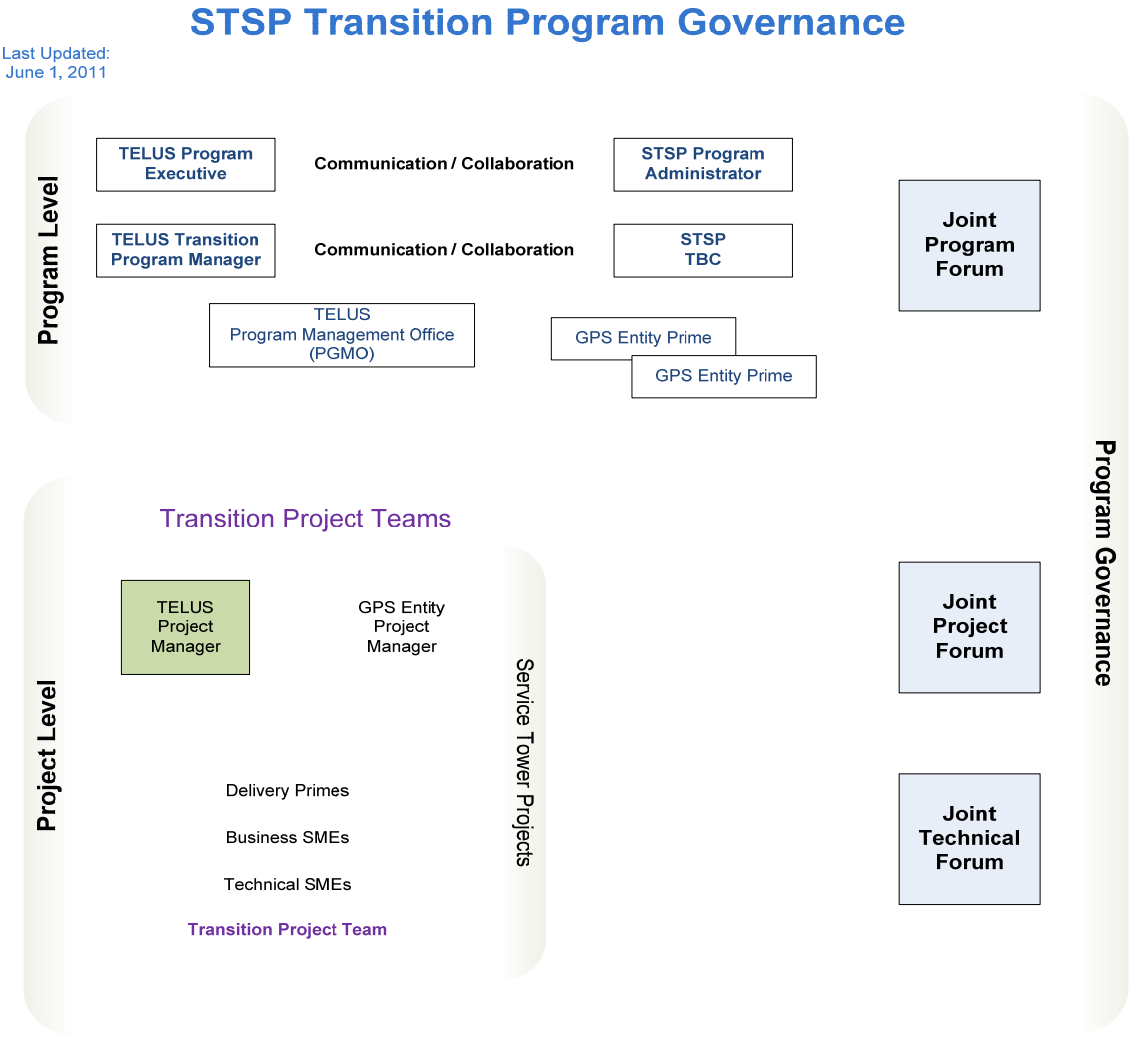 STSP Transition Program Governance
Last Updated:
June 1, 2011
Program Level
TELUS Program
Executive
Communication / Collaboration
STSP Program
Administrator
TELUS Transition
Program Manager
Communication / Collaboration
STSP
TBC
TELUS
Program Management Office
(PGMO)
GPS Entity Prime
GPS Entity Prime
Joint
Program
Forum
Program Governance
Project Level
Transition Project Teams
TELUS
Project
Manager
GPS Entity
Project
Manager
Delivery Primes
Business SMEs
Technical SMEs
Transition Project Team
Service Tower Projects
Joint
Project
Forum
Joint
Technical
Forum